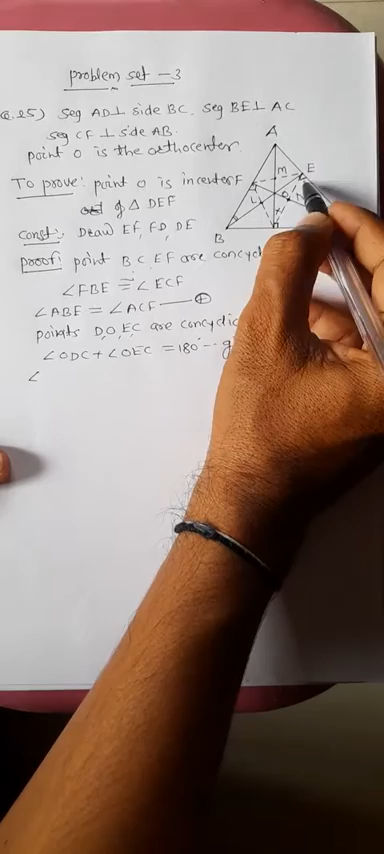 problem set - 3
Q.25) Seg AD⊥ side BC. Seg BE⊥ AC
seg CF ⊥ side AB.
point O is the orthocenter.
A
To prove: point O is incenter
F M E
of △ DEF
L O N
Const: Draw EF, FD, DE
B
proof: point B C E F are concyclic
∠FBE ≅ ∠ECF
∠ABE = ∠ACF
points D,O,E,C are concyclic
∠ODC + ∠OEC = 180° --
∠